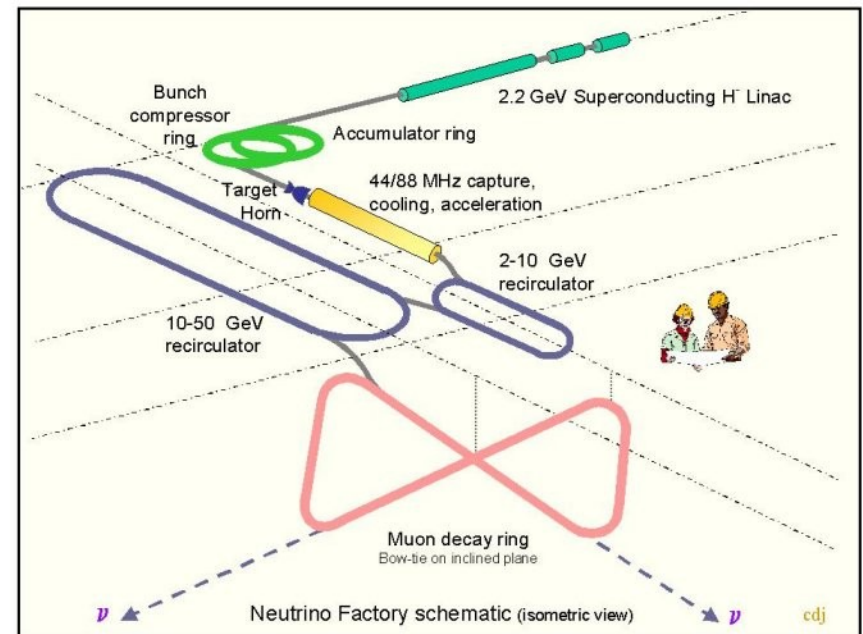 2.2 GeV Superconducting H⁻ Linac
Bunch
compressor
ring
Accumulator ring
Target
Horn
44/88 MHz capture,
cooling, acceleration
2-10 GeV
recirculator
10-50 GeV
recirculator
Muon decay ring
Bow-tie on inclined plane
ν
Neutrino Factory schematic (isometric view)
ν
cdj